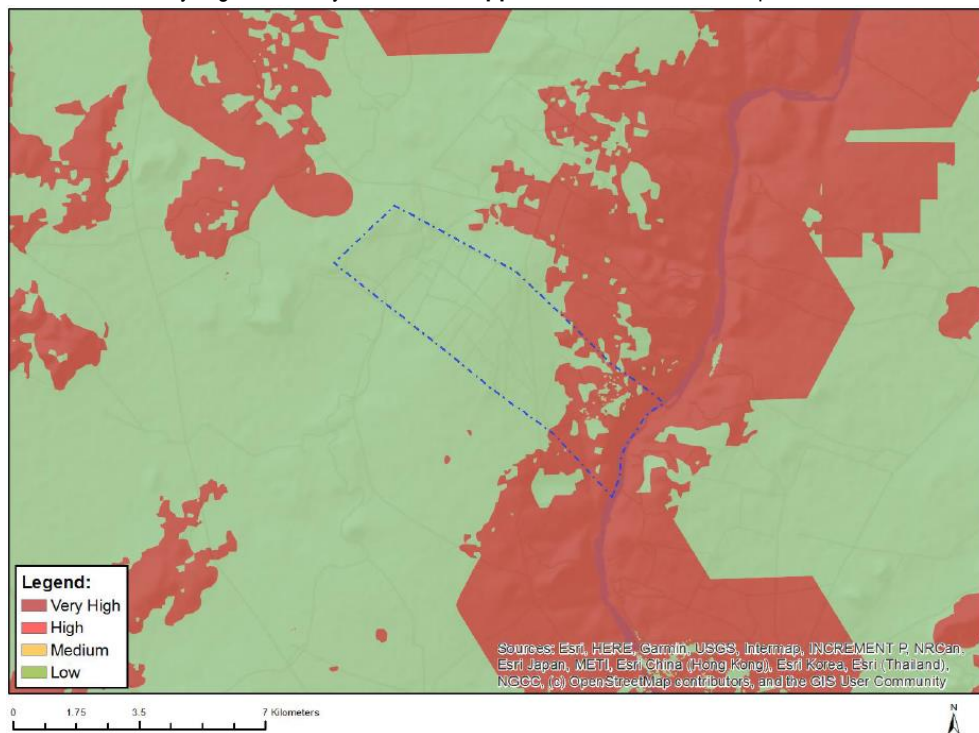 Legend:
Very High
High
Medium
Low
Sources: Esri, HERE, Garmin, USGS, Intermap, INCREMENT P, NRCan,
Esri Japan, METI, Esri China (Hong Kong), Esri Korea, Esri (Thailand),
NGCC, (c) OpenStreetMap contributors, and the GIS User Community
0 1.75 3.5 7 Kilometers
N